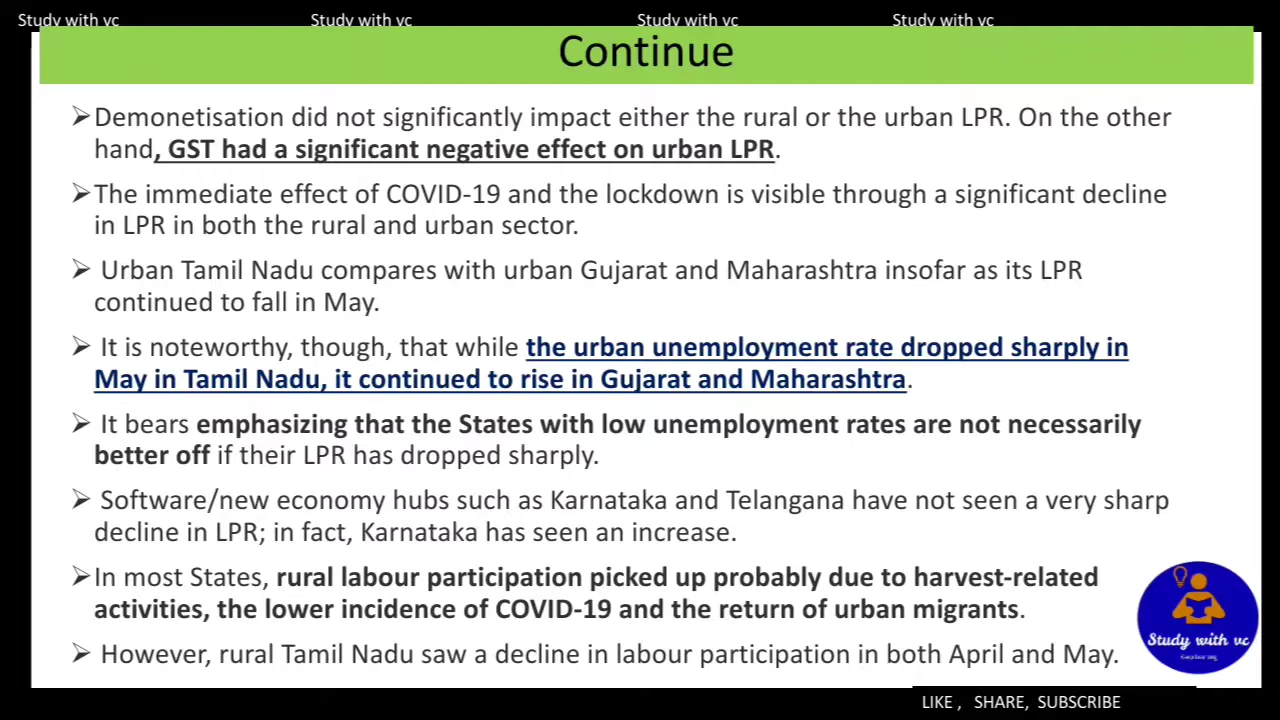 Study with vc Study with vc Study with vc Study with vc
Continue
➢Demonetisation did not significantly impact either the rural or the urban LPR. On the other
hand, GST had a significant negative effect on urban LPR.
➢The immediate effect of COVID-19 and the lockdown is visible through a significant decline
in LPR in both the rural and urban sector.
➢ Urban Tamil Nadu compares with urban Gujarat and Maharashtra insofar as its LPR
continued to fall in May.
➢ It is noteworthy, though, that while the urban unemployment rate dropped sharply in
May in Tamil Nadu, it continued to rise in Gujarat and Maharashtra.
➢ It bears emphasizing that the States with low unemployment rates are not necessarily
better off if their LPR has dropped sharply.
➢ Software/new economy hubs such as Karnataka and Telangana have not seen a very sharp
decline in LPR; in fact, Karnataka has seen an increase.
➢In most States, rural labour participation picked up probably due to harvest-related
activities, the lower incidence of COVID-19 and the return of urban migrants.
➢ However, rural Tamil Nadu saw a decline in labour participation in both April and May.
Study with vc
LIKE , SHARE, SUBSCRIBE